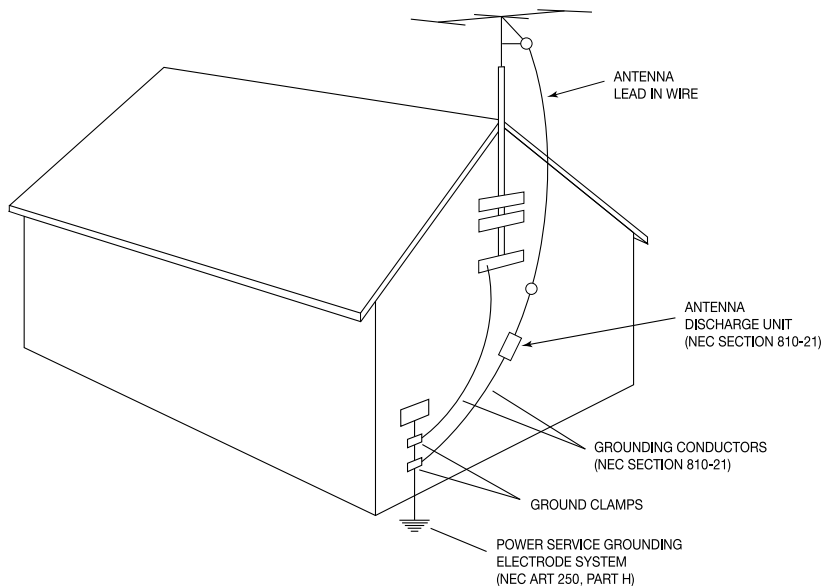 ANTENNA
LEAD IN WIRE
ANTENNA
DISCHARGE UNIT
(NEC SECTION 810-21)
GROUNDING CONDUCTORS
(NEC SECTION 810-21)
GROUND CLAMPS
POWER SERVICE GROUNDING
ELECTRODE SYSTEM
(NEC ART 250, PART H)